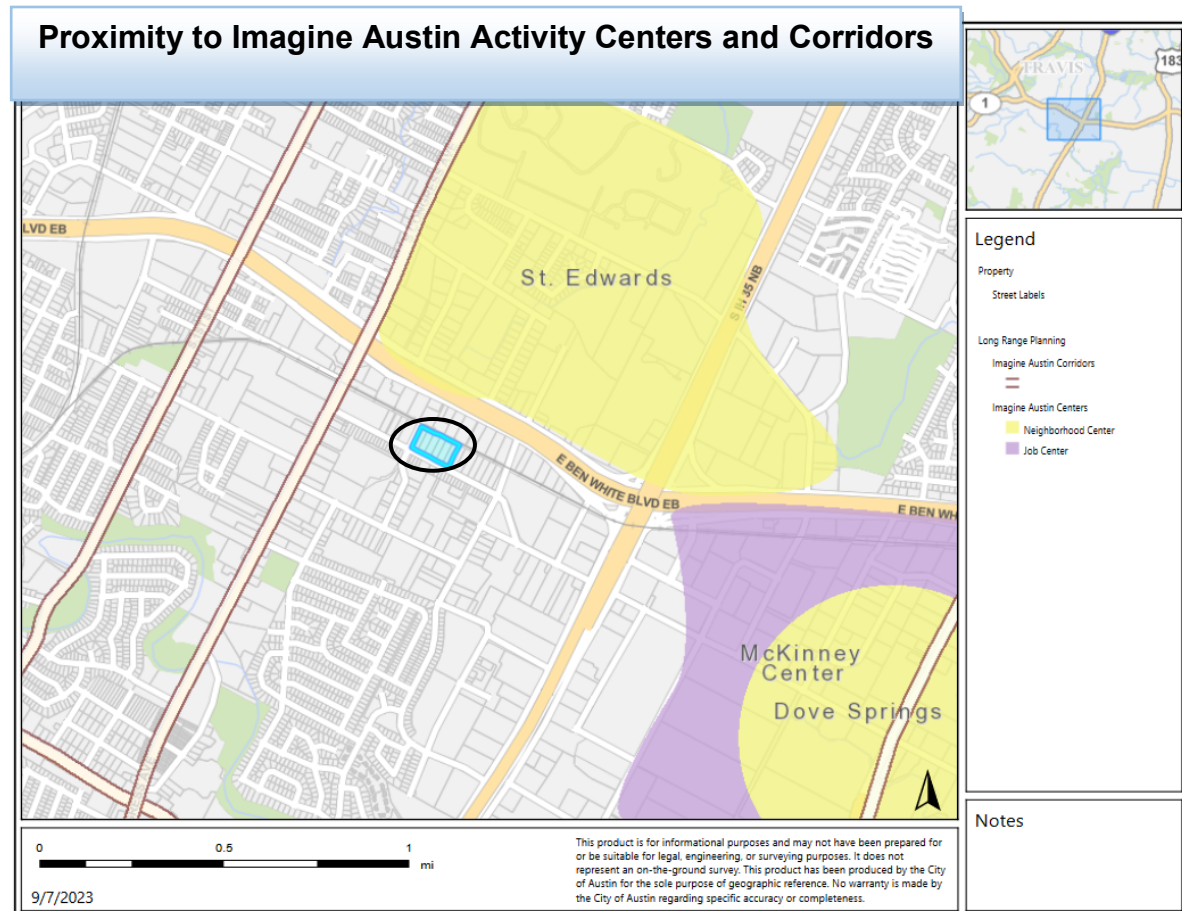 Proximity to Imagine Austin Activity Centers and Corridors
TRAVIS
183
1
LVD EB
St. Edwards
S IH 35 NB
E BEN WHITE BLVD EB
E BEN WH
McKinney
Center
Dove Springs
Legend
Property
Street Labels
Long Range Planning
Imagine Austin Corridors
Imagine Austin Centers
Neighborhood Center
Job Center
Notes
0 0.5 1
mi
9/7/2023
This product is for informational purposes and may not have been prepared for
or be suitable for legal, engineering, or surveying purposes. It does not
represent an on-the-ground survey. This product has been produced by the City
of Austin for the sole purpose of geographic reference. No warranty is made by
the City of Austin regarding specific accuracy or completeness.